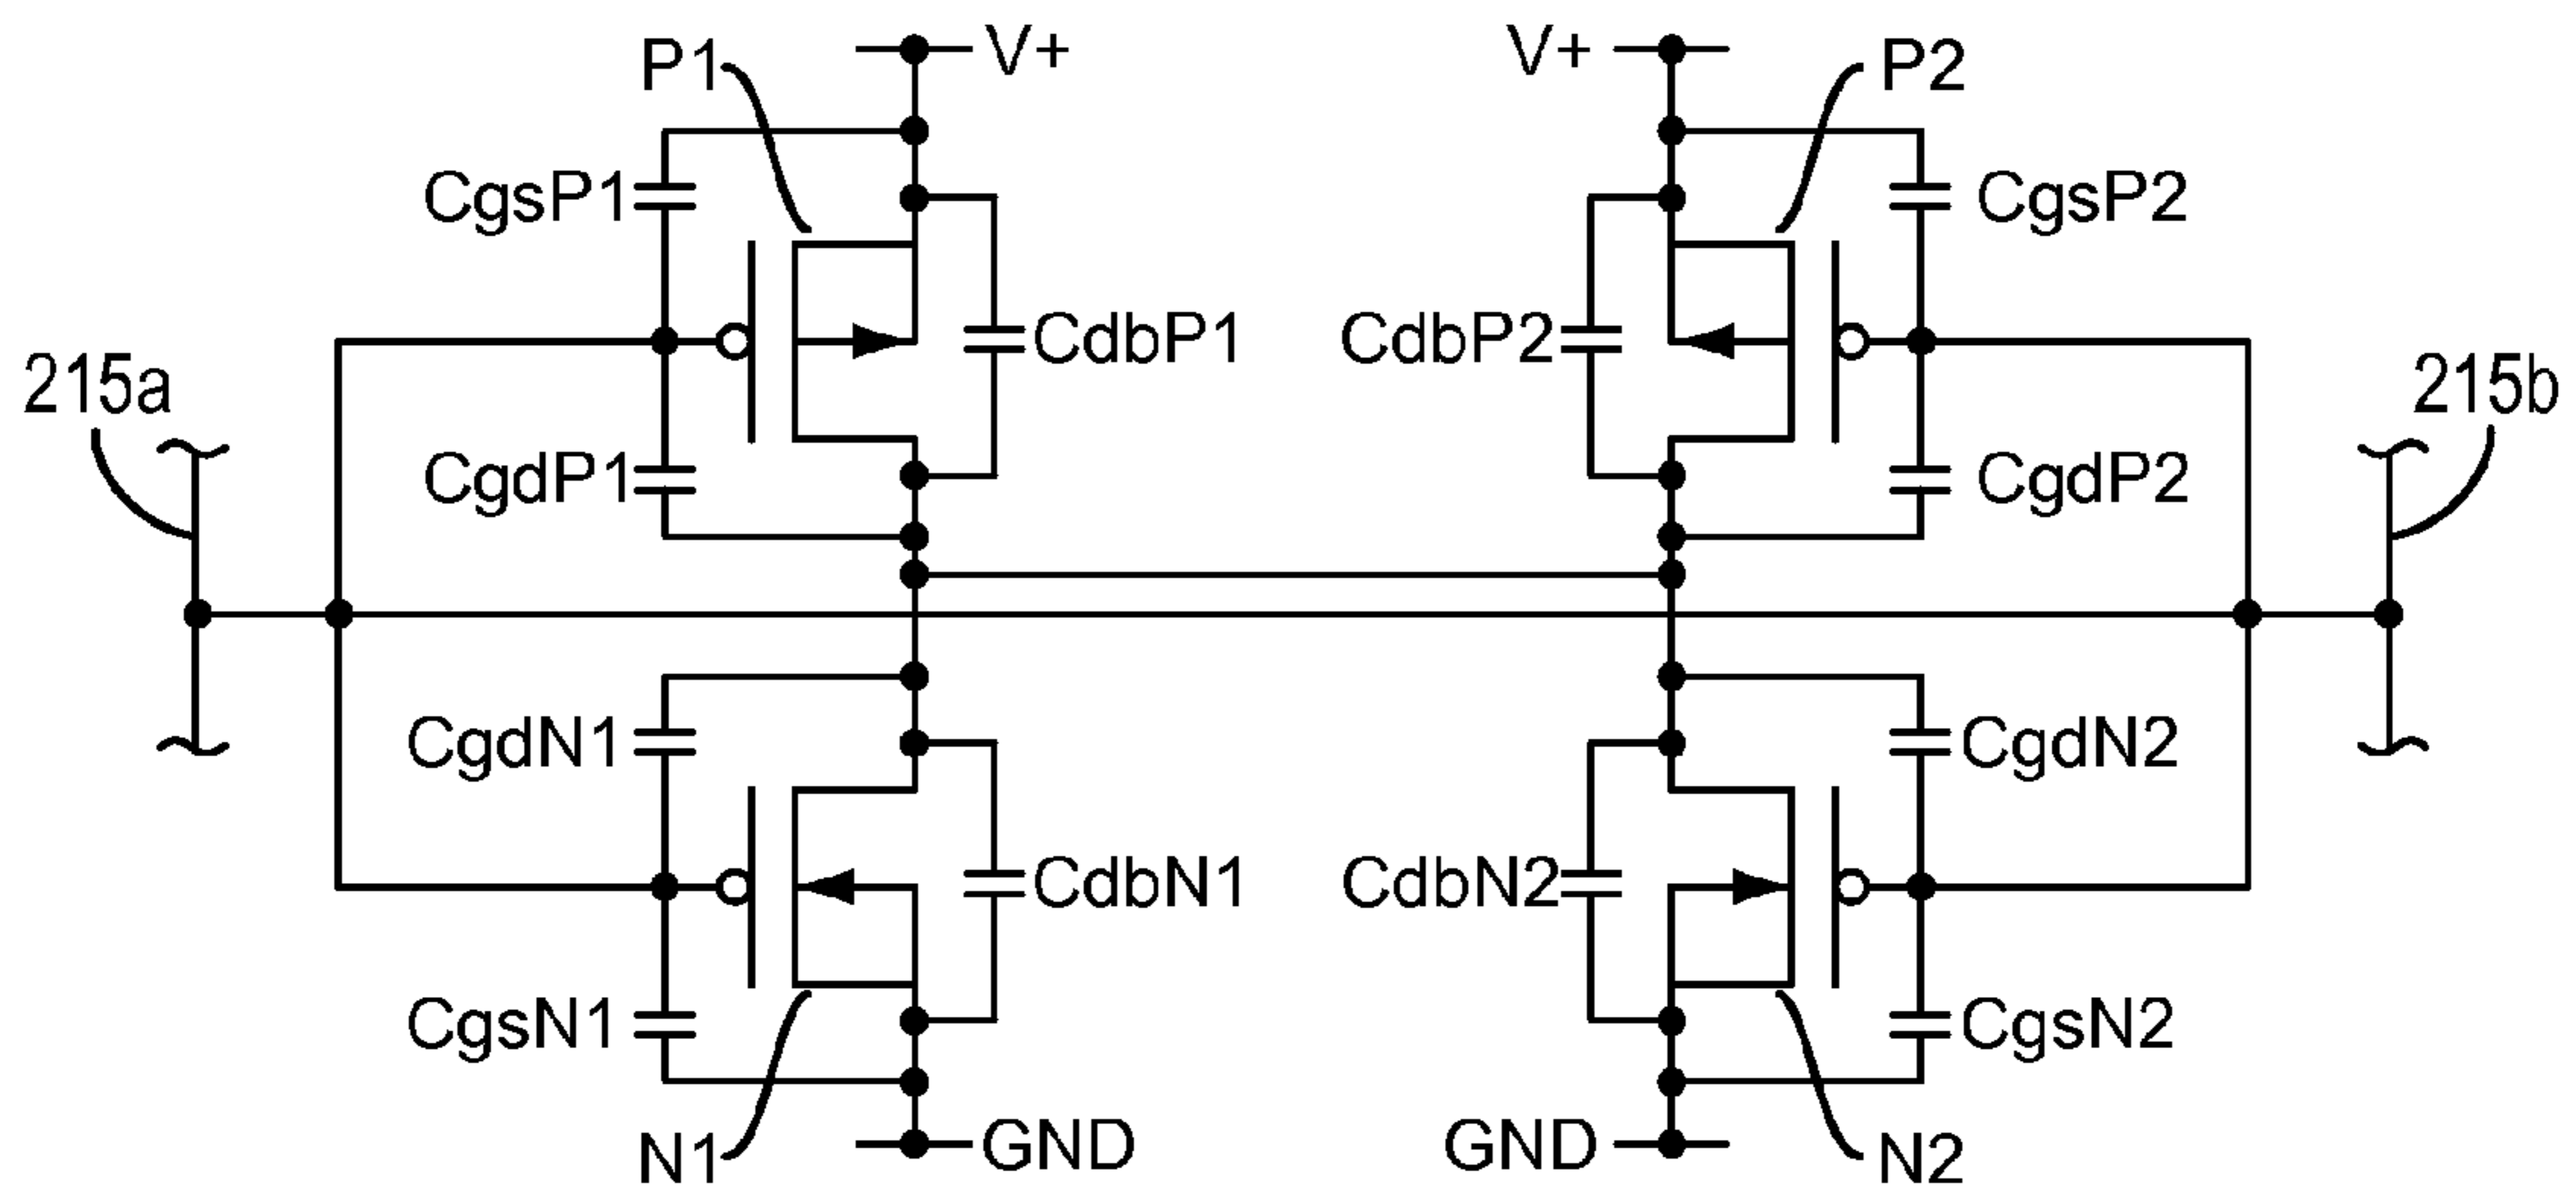 P1 V+ V+ P2
CgsP1 CgsP2
CdbP1 CdbP2
215a 215b
CgdP1 CgdP2
CgdN1 CgdN2
CdbN1 CdbN2
CgsN1 CgsN2
N1 GND GND N2